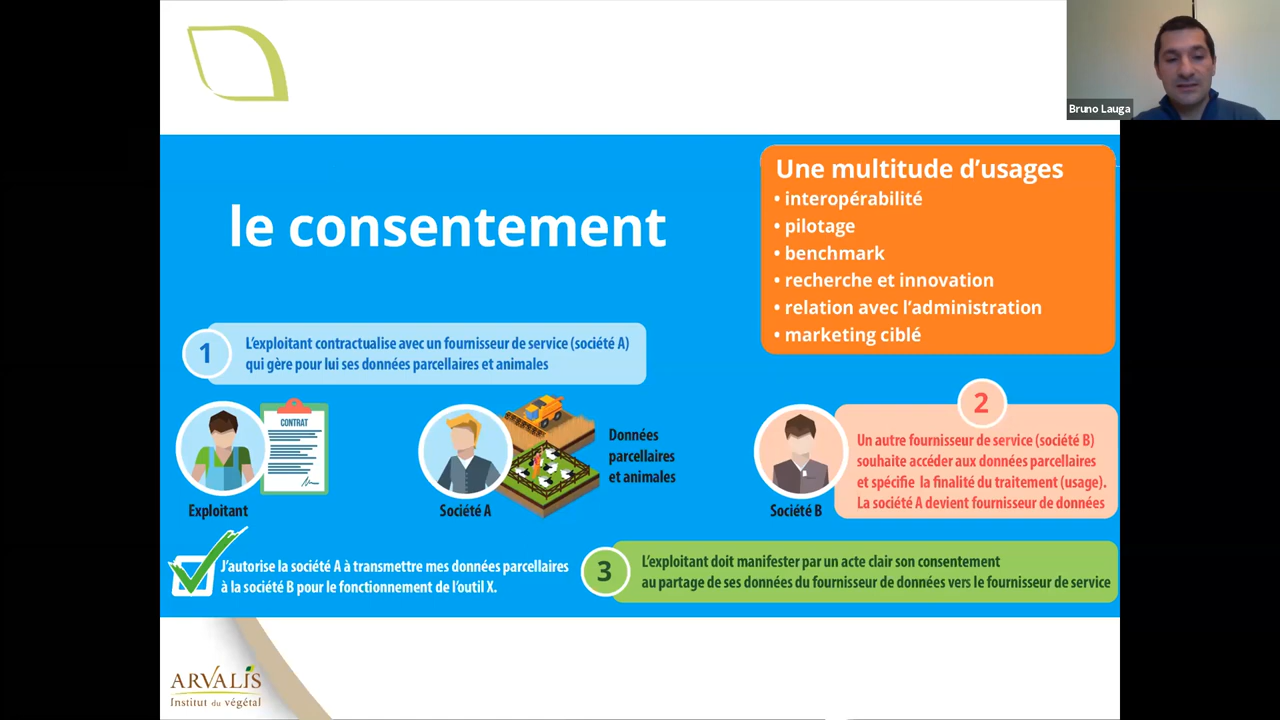 Bruno Lauga
le consentement
Une multitude d’usages
• interopérabilité
• pilotage
• benchmark
• recherche et innovation
• relation avec l’administration
• marketing ciblé
1
L’exploitant contractualise avec un fournisseur de service (société A)
qui gère pour lui ses données parcellaires et animales
CONTRAT
Exploitant
Société A
Données
parcellaires
et animales
Société B
2
Un autre fournisseur de service (société B)
souhaite accéder aux données parcellaires
et spécifie la finalité du traitement (usage).
La société A devient fournisseur de données
J’autorise la société A à transmettre mes données parcellaires
à la société B pour le fonctionnement de l’outil X.
3
L’exploitant doit manifester par un acte clair son consentement
au partage de ses données du fournisseur de données vers le fournisseur de service
ARVALIS
Institut du végétal